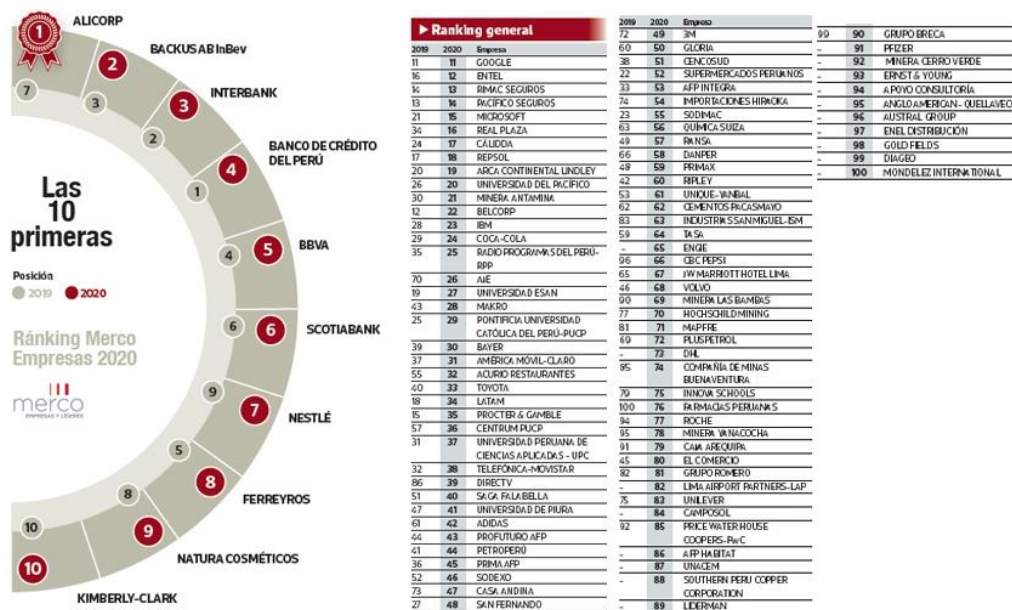 1
ALICORP
7
2
BACKUS AB InBev
3
3
INTERBANK
2
4
BANCO DE CRÉDITO
DEL PERÚ
1
5
BBVA
4
6
SCOTIABANK
6
7
NESTLÉ
9
8
FERREYROS
5
9
NATURA COSMÉTICOS
8
10
KIMBERLY-CLARK
10
Las
10
primeras
Posición
2019 2020
Ránking Merco
Empresas 2020
merco
EMPRESAS Y LÍDERES
Ranking general
2019 2020 Empresa
11 11 GOOGLE
16 12 ENTEL
14 13 RIMAC SEGUROS
13 14 PACÍFICO SEGUROS
21 15 MICROSOFT
34 16 REAL PLAZA
24 17 CÁLIDDA
17 18 REPSOL
20 19 ARCA CONTINENTAL LINDLEY
26 20 UNIVERSIDAD DEL PACÍFICO
30 21 MINERA ANTAMINA
12 22 BELCORP
28 23 IBM
29 24 COCA-COLA
35 25 RADIO PROGRAMAS DEL PERÚ-
RPP
70 26 AJE
19 27 UNIVERSIDAD ESAN
43 28 MAKRO
25 29 PONTIFICIA UNIVERSIDAD
CATÓLICA DEL PERÚ-PUCP
39 30 BAYER
37 31 AMÉRICA MÓVIL-CLARO
55 32 ACURIO RESTAURANTES
40 33 TOYOTA
18 34 LATAM
15 35 PROCTER & GAMBLE
57 36 CENTRUM PUCP
31 37 UNIVERSIDAD PERUANA DE
CIENCIAS APLICADAS - UPC
32 38 TELEFÓNICA-MOVISTAR
86 39 DIRECTV
51 40 SAGA FALABELLA
47 41 UNIVERSIDAD DE PIURA
61 42 ADIDAS
44 43 PROFUTURO AFP
41 44 PETROPERÚ
36 45 PRIMA AFP
52 46 SODEXO
73 47 CASA ANDINA
27 48 SAN FERNANDO
2019 2020 Empresa
72 49 3M
60 50 GLORIA
38 51 CENCOSUD
22 52 SUPERMERCADOS PERUANOS
33 53 AFP INTEGRA
74 54 IMPORTACIONES HIRAOKA
23 55 SODIMAC
63 56 QUÍMICA SUIZA
49 57 RANSA
66 58 DANPER
48 59 PRIMAX
42 60 RIPLEY
53 61 UNIQUE-YANBAL
62 62 CEMENTOS PACASMAYO
83 63 INDUSTRIAS SAN MIGUEL-ISM
59 64 TASA
- 65 ENGIE
96 66 CBC PEPSI
65 67 JW MARRIOTT HOTEL LIMA
46 68 VOLVO
90 69 MINERA LAS BAMBAS
77 70 HOCHSCHILD MINING
81 71 MAPFRE
69 72 PLUSPETROL
- 73 DHL
85 74 COMPAÑÍA DE MINAS
BUENAVENTURA
79 75 INNOVA SCHOOLS
100 76 FARMACIAS PERUANAS
94 77 ROCHE
95 78 MINERA YANACOCHA
91 79 CAJA AREQUIPA
45 80 EL COMERCIO
82 81 GRUPO ROMERO
- 82 LIMA AIRPORT PARTNERS-LAP
75 83 UNILEVER
- 84 CAMPOSOL
92 85 PRICE WATER HOUSE
COOPERS-PwC
- 86 AFP HABITAT
- 87 UNACEM
- 88 SOUTHERN PERU COPPER
CORPORATION
- 89 LIDERMAN
99 90 GRUPO BRECA
- 91 PFIZER
- 92 MINERA CERRO VERDE
- 93 ERNST & YOUNG
- 94 APOYO CONSULTORÍA
- 95 ANGLO AMERICAN - QUELLAVECO
- 96 AUSTRAL GROUP
- 97 ENEL DISTRIBUCIÓN
- 98 GOLD FIELDS
- 99 DIAGEO
- 100 MONDELEZ INTERNATIONAL